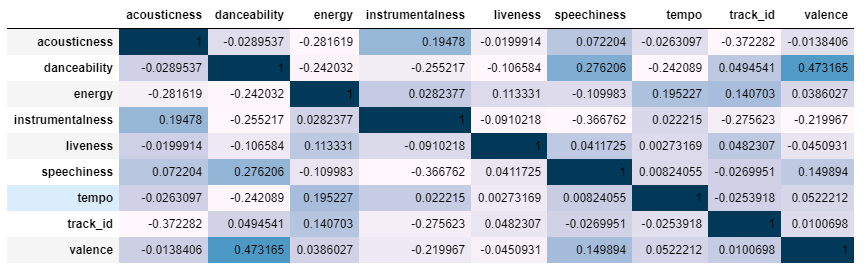 acousticness danceability energy instrumentalness liveness speechiness tempo track_id valence
acousticness 1 -0.0289537 -0.281619 0.19478 -0.0199914 0.072204 -0.0263097 -0.372282 -0.0138406
danceability -0.0289537 1 -0.242032 -0.255217 -0.106584 0.276206 -0.242089 0.0494541 0.473165
energy -0.281619 -0.242032 1 0.0282377 0.113331 -0.109983 0.195227 0.140703 0.0386027
instrumentalness 0.19478 -0.255217 0.0282377 1 -0.0910218 -0.366762 0.022215 -0.275623 -0.219967
liveness -0.0199914 -0.106584 0.113331 -0.0910218 1 0.0411725 0.00273169 0.0482307 -0.0450931
speechiness 0.072204 0.276206 -0.109983 -0.366762 0.0411725 1 0.00824055 -0.0269951 0.149894
tempo -0.0263097 -0.242089 0.195227 0.022215 0.00273169 0.00824055 1 -0.0253918 0.0522212
track_id -0.372282 0.0494541 0.140703 -0.275623 0.0482307 -0.0269951 -0.0253918 1 0.0100698
valence -0.0138406 0.473165 0.0386027 -0.219967 -0.0450931 0.149894 0.0522212 0.0100698 1